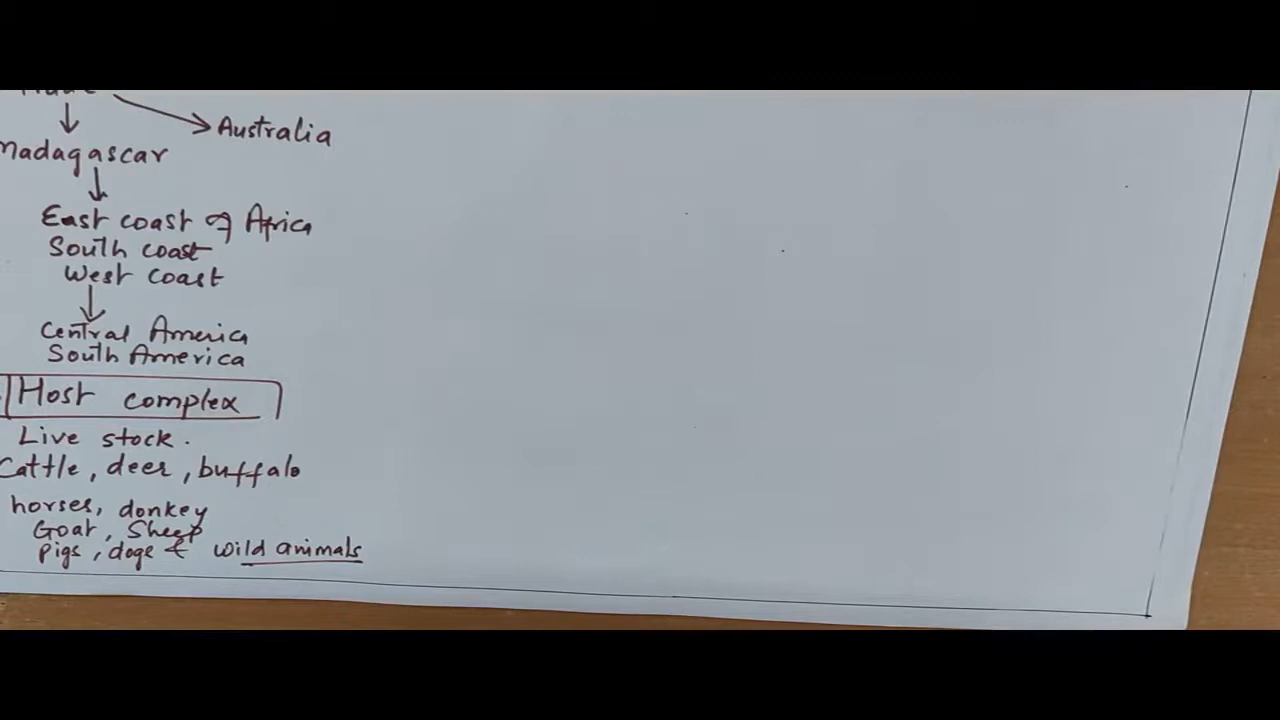 Australia
Madagascar
East coast of Africa
South coast
West coast
Central America
South America
Host complex
Live stock.
Cattle, deer, buffalo
horses, donkey
Goat, Sheep
pigs, dogs & wild animals